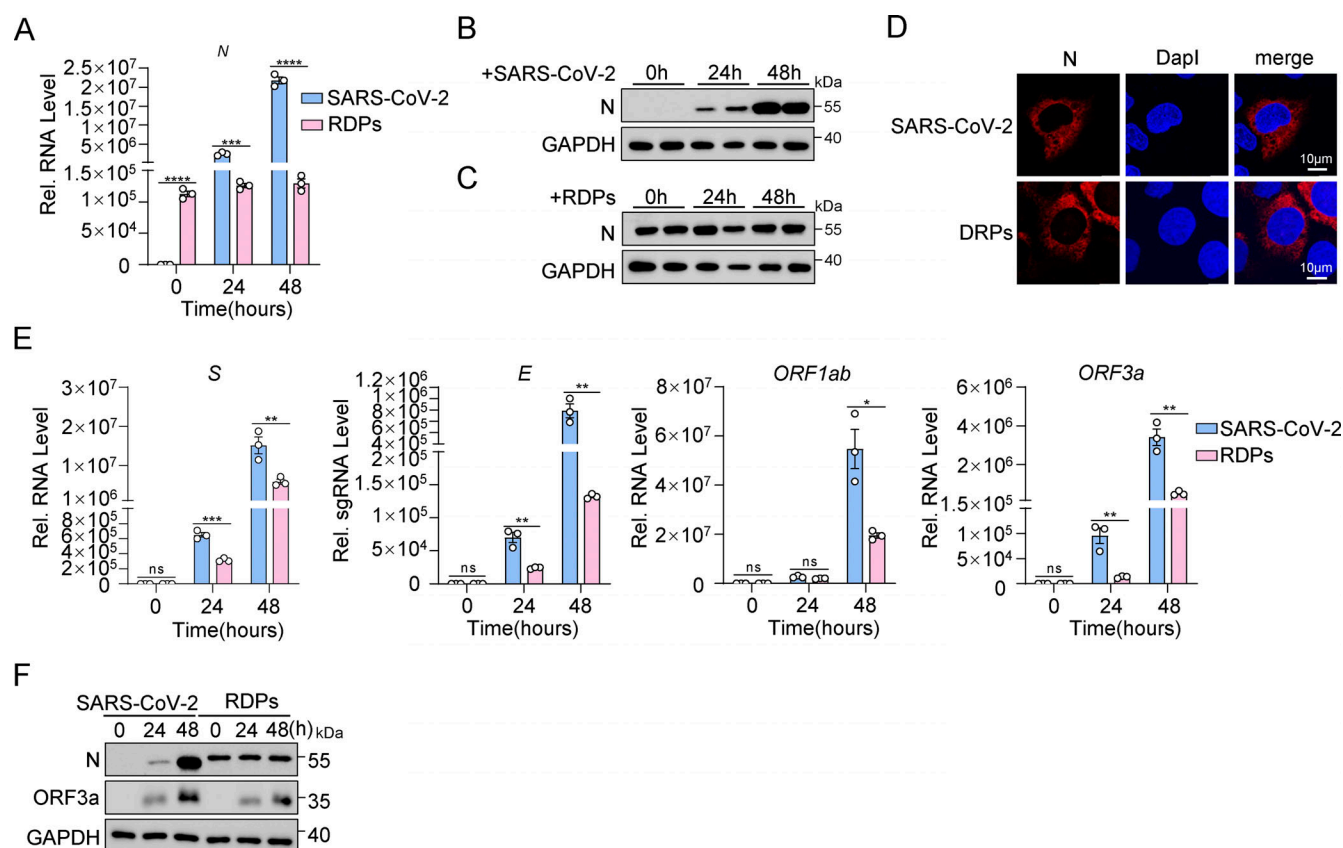 A
N
Rel. RNA Level
2.5×10⁷
2.0×10⁷
1.5×10⁷
1.0×10⁷
5.0×10⁶
1.5×10⁵
1.0×10⁵
5×10⁴
0
****
***
****
SARS-CoV-2
RDPs
0 24 48
Time(hours)
B
+SARS-CoV-2 0h 24h 48h kDa
N 55
GAPDH 40
C
+RDPs 0h 24h 48h kDa
N 55
GAPDH 40
D
N DapI merge
SARS-CoV-2
10μm
DRPs
10μm
E
S
Rel. RNA Level
3×10⁷
2×10⁷
1×10⁷
1×10⁶
8×10⁵
6×10⁵
4×10⁵
2×10⁵
0
ns *** **
0 24 48
Time(hours)
E
Rel. sgRNA Level
1.2×10⁶
1×10⁶
8×10⁵
6×10⁵
4×10⁵
2×10⁵
1.5×10⁵
1×10⁵
5×10⁴
0
ns ** **
0 24 48
Time(hours)
ORF1ab
Rel. RNA Level
8×10⁷
6×10⁷
4×10⁷
2×10⁷
0
ns ns *
0 24 48
Time(hours)
ORF3a
Rel. RNA Level
6×10⁶
4×10⁶
2×10⁶
5×10⁵
1×10⁵
5×10⁴
0
ns ** **
0 24 48
Time(hours)
SARS-CoV-2
RDPs
F
SARS-CoV-2 RDPs
0 24 48 0 24 48 (h) kDa
N 55
ORF3a 35
GAPDH 40